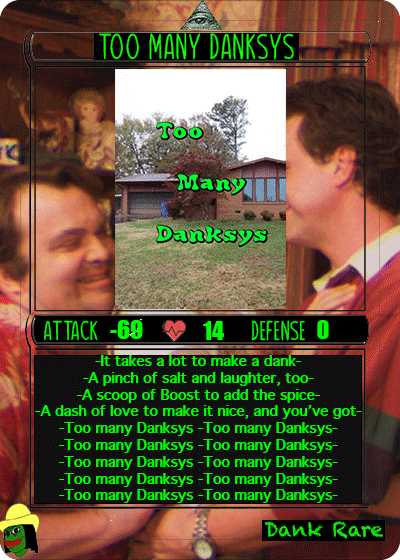 TOO MANY DANKSYS
Too
Many
Danksys
ATTACK -69 14 DEFENSE 0
-It takes a lot to make a dank-
-A pinch of salt and laughter, too-
-A scoop of Boost to add the spice-
-A dash of love to make it nice, and you've got-
-Too many Danksys -Too many Danksys-
-Too many Danksys -Too many Danksys-
-Too many Danksys -Too many Danksys-
-Too many Danksys -Too many Danksys-
-Too many Danksys -Too many Danksys-
Dank Rare